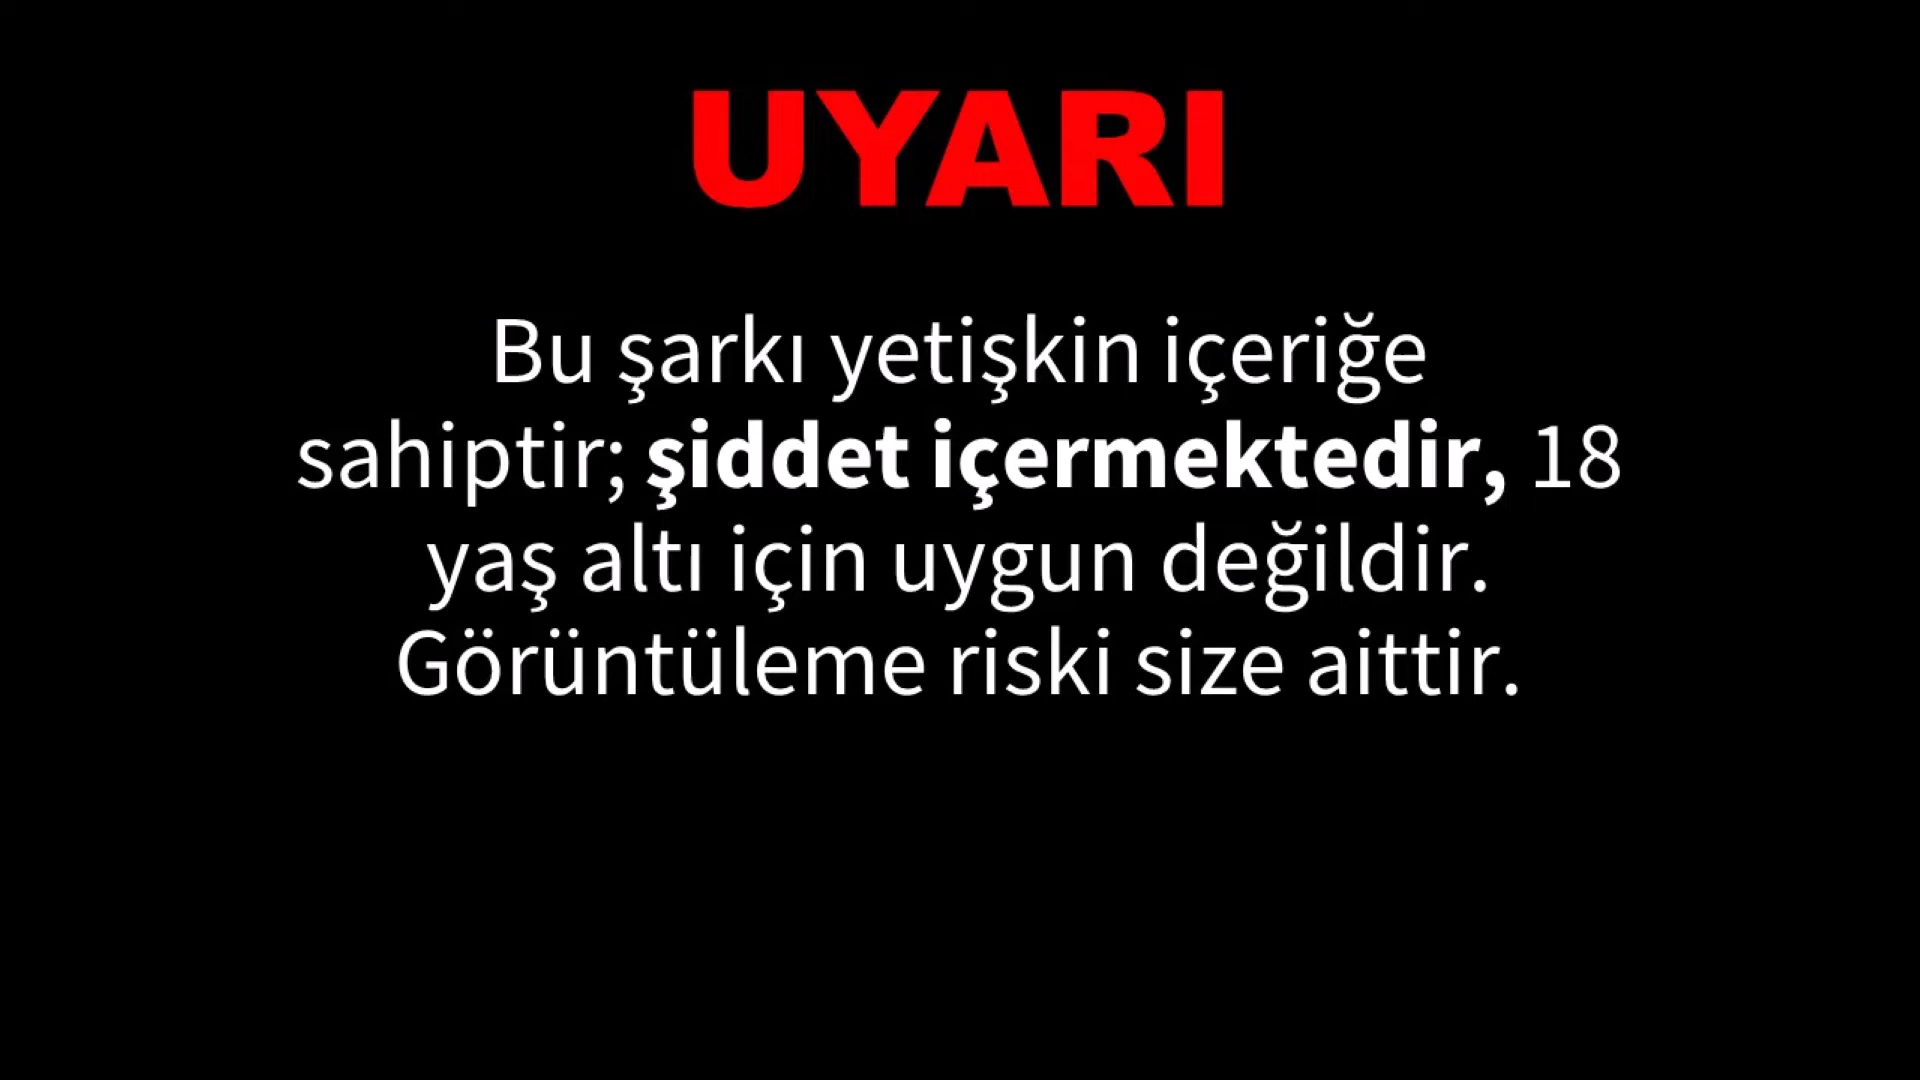 UYARI
Bu şarkı yetişkin içeriğe
sahiptir; şiddet içermektedir, 18
yaş altı için uygun değildir.
Görüntüleme riski size aittir.